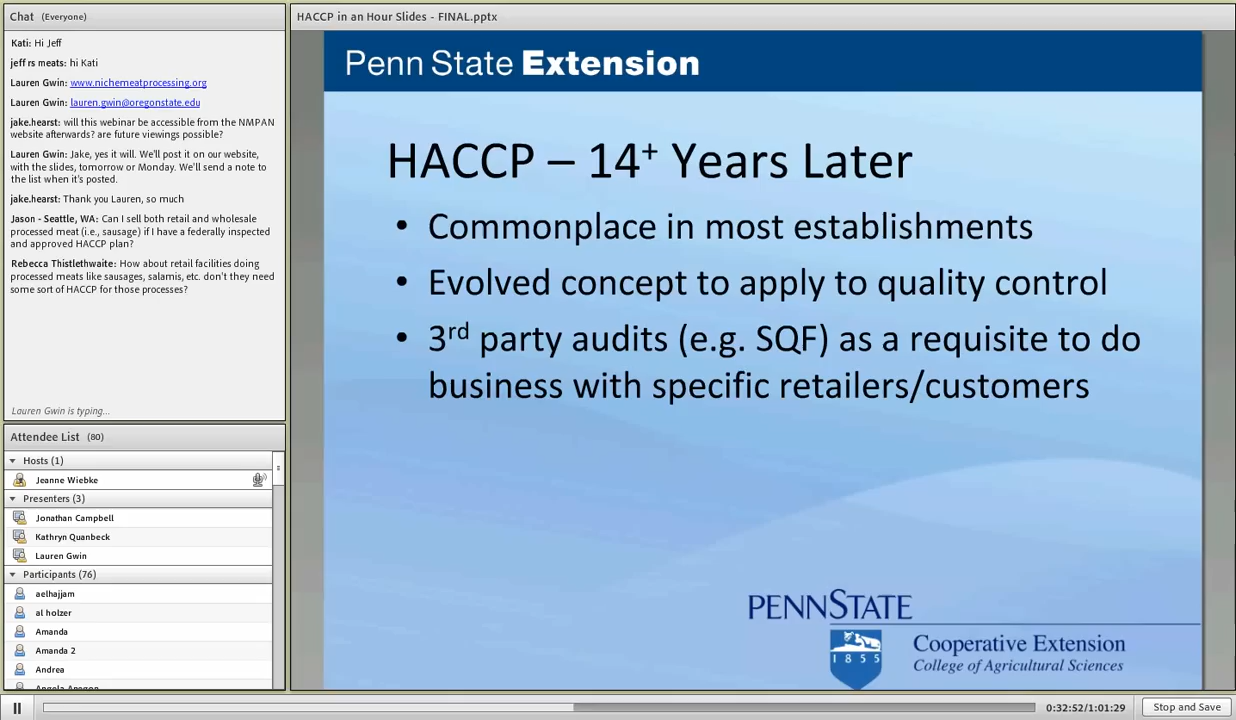 Chat (Everyone)
Kati: Hi Jeff
jeff rs meats: hi Kati
Lauren Gwin: www.nichemeatprocessing.org
Lauren Gwin: lauren.gwin@oregonstate.edu
jake.hearst: will this webinar be accessible from the NMPAN
website afterwards? are future viewings possible?
Lauren Gwin: Jake, yes it will. We'll post it on our website,
with the slides, tomorrow or Monday. We'll send a note to
the list when it's posted.
jake.hearst: Thank you Lauren, so much
Jason - Seattle, WA: Can I sell both retail and wholesale
processed meat (i.e., sausage) if I have a federally inspected
and approved HACCP plan?
Rebecca Thistlethwaite: How about retail facilities doing
processed meats like sausages, salamis, etc. don't they need
some sort of HACCP for those processes?
Lauren Gwin is typing...
Attendee List (80)
Hosts (1)
Jeanne Wiebke
Presenters (3)
Jonathan Campbell
Kathryn Quanbeck
Lauren Gwin
Participants (76)
aelhajjam
al holzer
Amanda
Amanda 2
Andrea
Angela Aragon
HACCP in an Hour Slides - FINAL.pptx
Penn State Extension
HACCP – 14+ Years Later
• Commonplace in most establishments
• Evolved concept to apply to quality control
• 3rd party audits (e.g. SQF) as a requisite to do
business with specific retailers/customers
PENNSTATE
1855
Cooperative Extension
College of Agricultural Sciences
0:32:52/1:01:29
Stop and Save